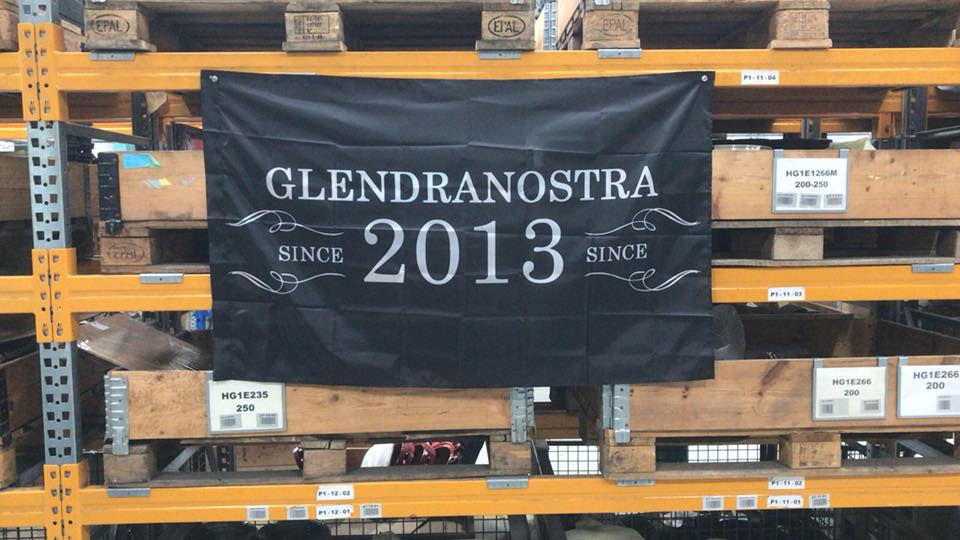 EPAL
EPAL
EPAL
P1-11-04
HG1E1266M
200-250
GLENDRANOSTRA
SINCE 2013 SINCE
EPAL
P1-11-03
HG1E235
250
HG1E266
200
HG1E266
200
P1-12-02
P1-11-02
P1-12-01
P1-11-01